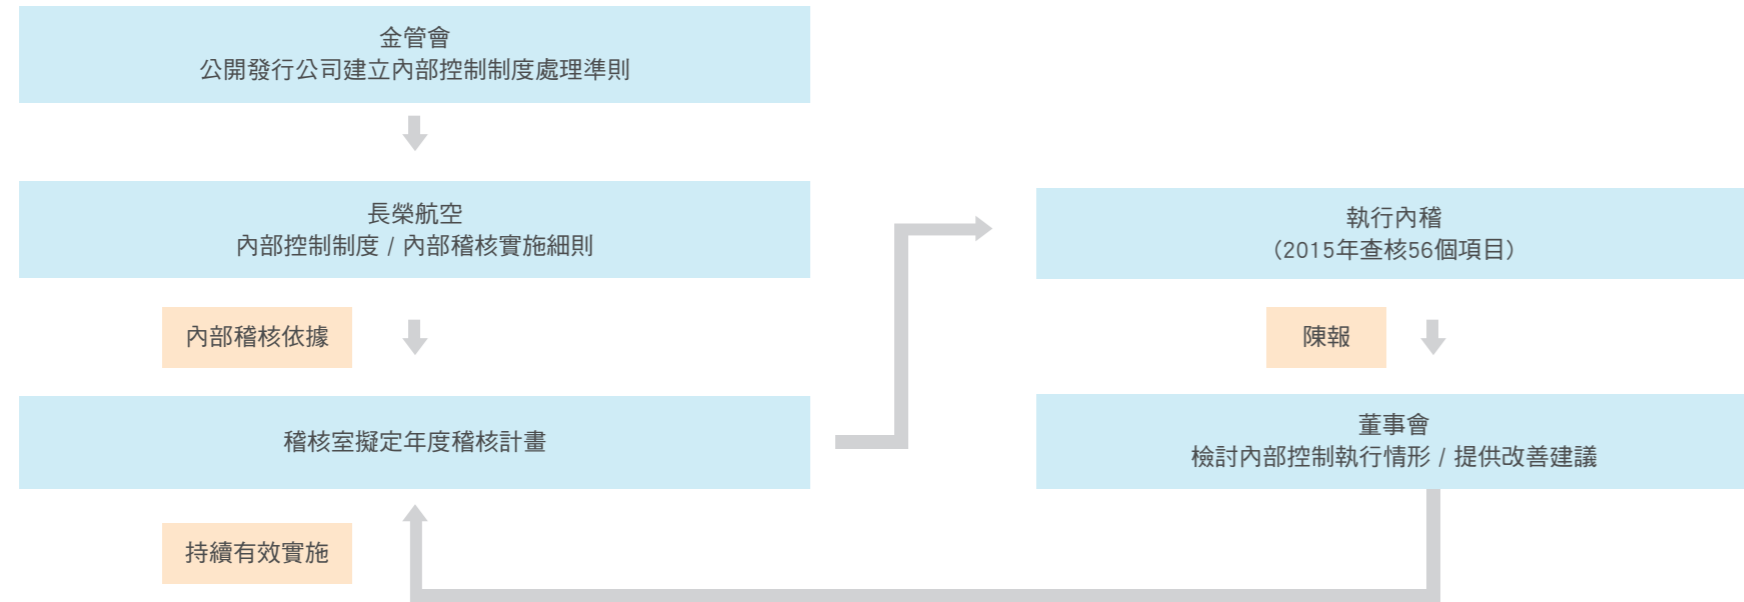 金管會
公開發行公司建立內部控制制度處理準則
長榮航空
內部控制制度 / 內部稽核實施細則
內部稽核依據
稽核室擬定年度稽核計畫
持續有效實施
執行內稽
（2015年查核56個項目）
陳報
董事會
檢討內部控制執行情形 / 提供改善建議